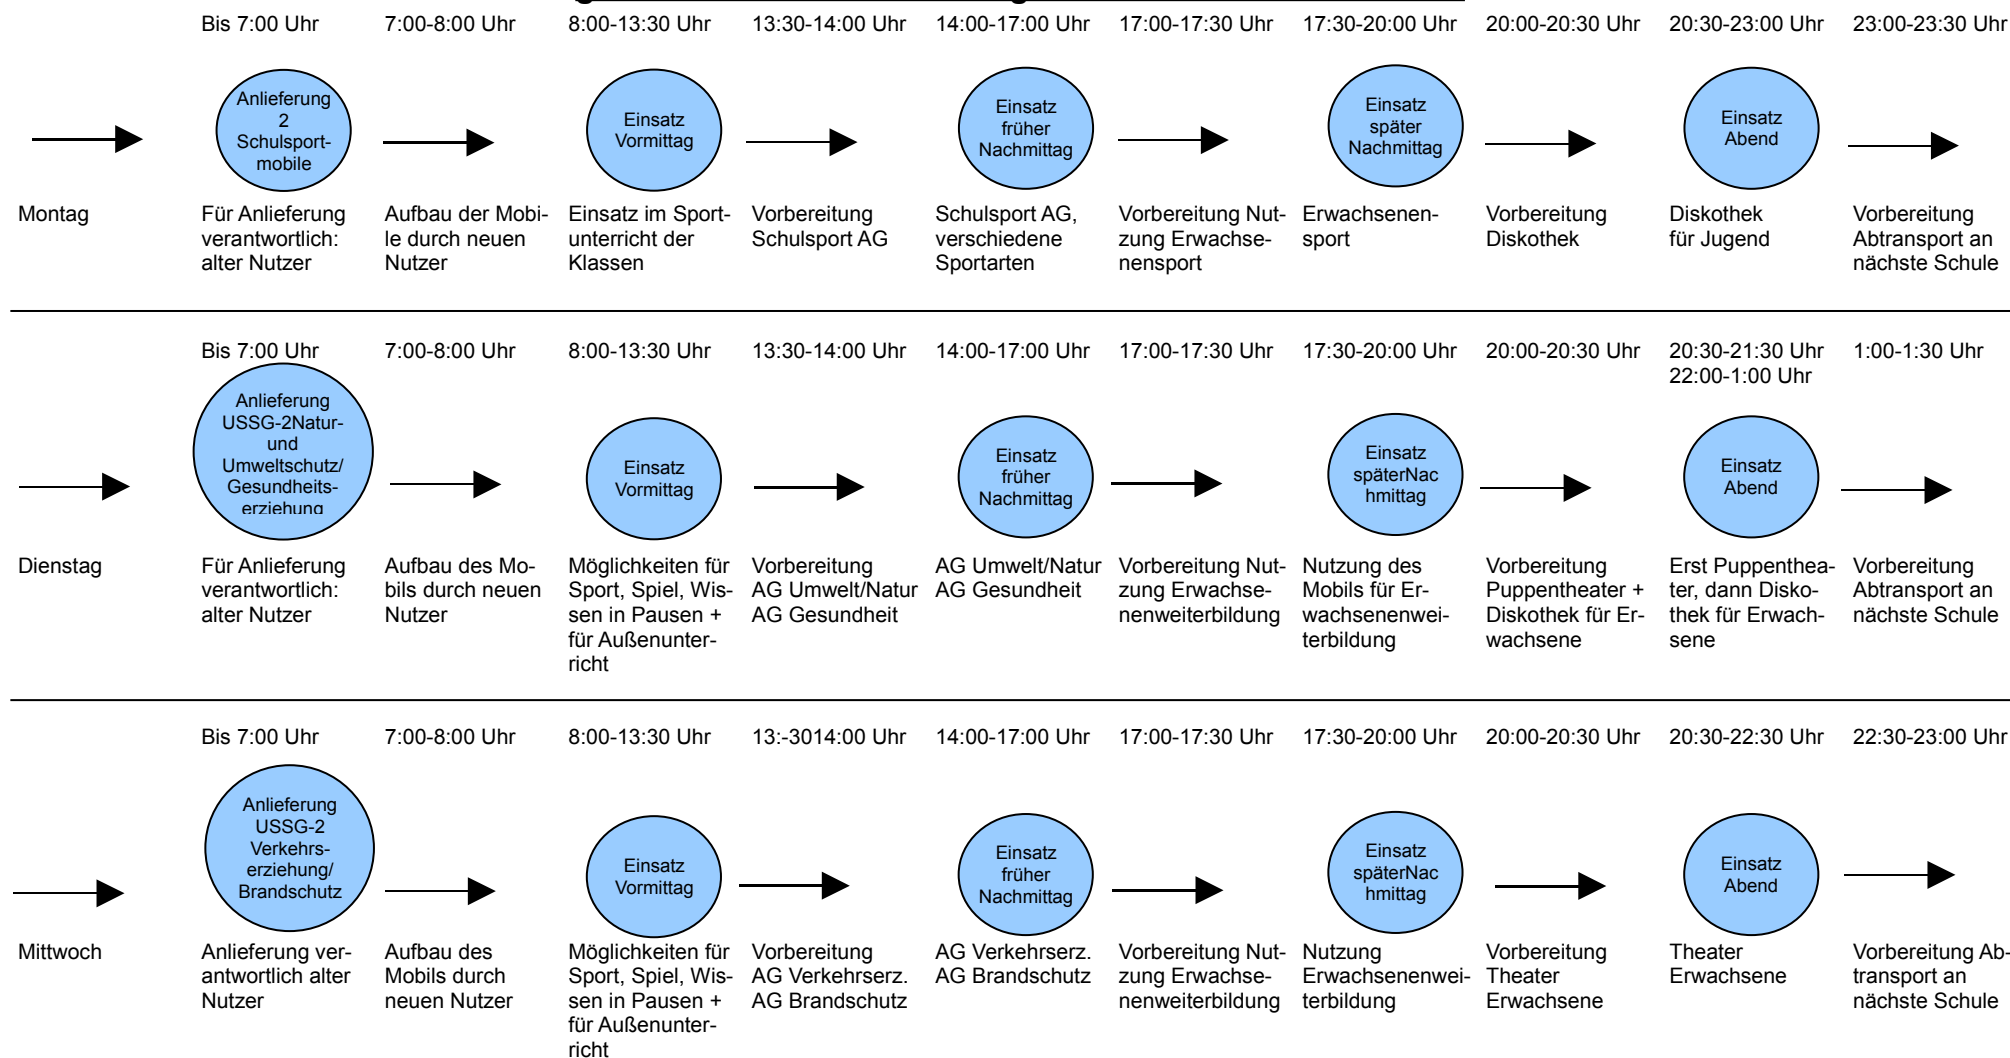 Bis 7:00 Uhr 7:00-8:00 Uhr 8:00-13:30 Uhr 13:30-14:00 Uhr 14:00-17:00 Uhr 17:00-17:30 Uhr 17:30-20:00 Uhr 20:00-20:30 Uhr 20:30-23:00 Uhr 23:00-23:30 Uhr
Anlieferung
2
Schulsport-
mobile
Einsatz
Vormittag
Einsatz
früher
Nachmittag
Einsatz
später
Nachmittag
Einsatz
Abend
Montag
Für Anlieferung
verantwortlich:
alter Nutzer
Aufbau der Mobi-
le durch neuen
Nutzer
Einsatz im Sport-
unterricht der
Klassen
Vorbereitung
Schulsport AG
Schulsport AG,
verschiedene
Sportarten
Vorbereitung Nut-
zung Erwachse-
nensport
Erwachsenen-
sport
Vorbereitung
Diskothek
Diskothek
für Jugend
Vorbereitung
Abtransport an
nächste Schule
Bis 7:00 Uhr 7:00-8:00 Uhr 8:00-13:30 Uhr 13:30-14:00 Uhr 14:00-17:00 Uhr 17:00-17:30 Uhr 17:30-20:00 Uhr 20:00-20:30 Uhr 20:30-21:30 Uhr 1:00-1:30 Uhr
22:00-1:00 Uhr
Anlieferung
USSG-2Natur-
und
Umweltschutz/
Gesundheits-
erziehung
Einsatz
Vormittag
Einsatz
früher
Nachmittag
Einsatz
späterNac
hmittag
Einsatz
Abend
Dienstag
Für Anlieferung
verantwortlich:
alter Nutzer
Aufbau des Mo-
bils durch neuen
Nutzer
Möglichkeiten für
Sport, Spiel, Wis-
sen in Pausen +
für Außenunter-
richt
Vorbereitung
AG Umwelt/Natur
AG Gesundheit
AG Umwelt/Natur
AG Gesundheit
Vorbereitung Nut-
zung Erwachse-
nenweiterbildung
Nutzung des
Mobils für Er-
wachsenenwei-
terbildung
Vorbereitung
Puppentheater +
Diskothek für Er-
wachsene
Erst Puppenthea-
ter, dann Disko-
thek für Erwach-
sene
Vorbereitung
Abtransport an
nächste Schule
Bis 7:00 Uhr 7:00-8:00 Uhr 8:00-13:30 Uhr 13:-3014:00 Uhr 14:00-17:00 Uhr 17:00-17:30 Uhr 17:30-20:00 Uhr 20:00-20:30 Uhr 20:30-22:30 Uhr 22:30-23:00 Uhr
Anlieferung
USSG-2
Verkehrs-
erziehung/
Brandschutz
Einsatz
Vormittag
Einsatz
früher
Nachmittag
Einsatz
späterNac
hmittag
Einsatz
Abend
Mittwoch
Anlieferung ver-
antwortlich alter
Nutzer
Aufbau des
Mobils durch
neuen Nutzer
Möglichkeiten für
Sport, Spiel, Wis-
sen in Pausen +
für Außenunter-
richt
Vorbereitung
AG Verkehrserz.
AG Brandschutz
AG Verkehrserz.
AG Brandschutz
Vorbereitung Nut-
zung Erwachse-
nenweiterbildung
Nutzung
Erwachsenenwei-
terbildung
Vorbereitung
Theater
Erwachsene
Theater
Erwachsene
Vorbereitung Ab-
transport an
nächste Schule